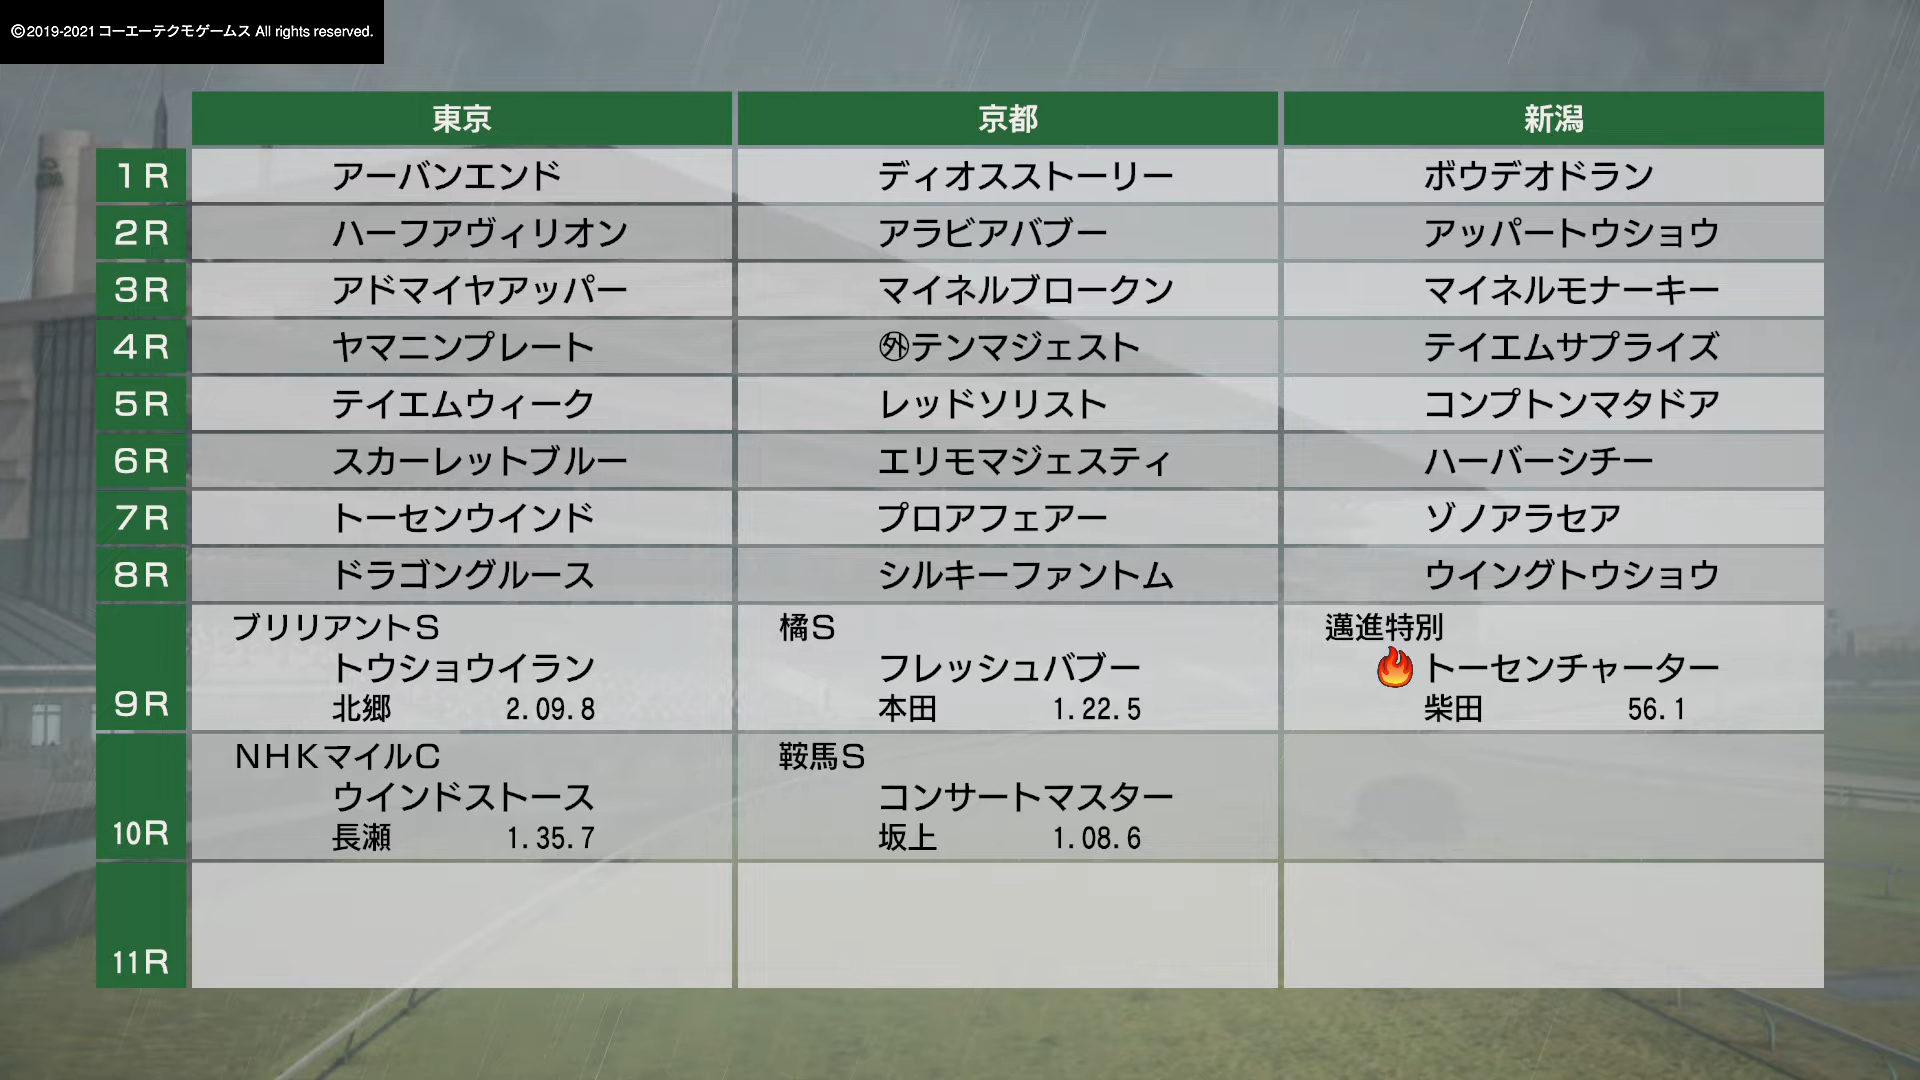 ©2019-2021 コーエーテクモゲームス All rights reserved.
東京 京都 新潟
1R アーバンエンド ディオスストーリー ボウデオドラン
2R ハーフアヴィリオン アラビアバブー アッパートウショウ
3R アドマイヤアッパー マイネルブロークン マイネルモナーキー
4R ヤマニンプレート ㊕テンマジェスト テイエムサプライズ
5R テイエムウィーク レッドソリスト コンプトンマタドア
6R スカーレットブルー エリモマジェスティ ハーバーシチー
7R トーセンウインド プロアフェアー ゾノアラセア
8R ドラゴングルース シルキーファントム ウイングトウショウ
ブリリアントS 橘S 邁進特別
トウショウイラン フレッシュバブー トーセンチャーター
9R 北郷 2.09.8 本田 1.22.5 柴田 56.1
NHKマイルC 鞍馬S
ウインドストース コンサートマスター
10R 長瀬 1.35.7 坂上 1.08.6
11R